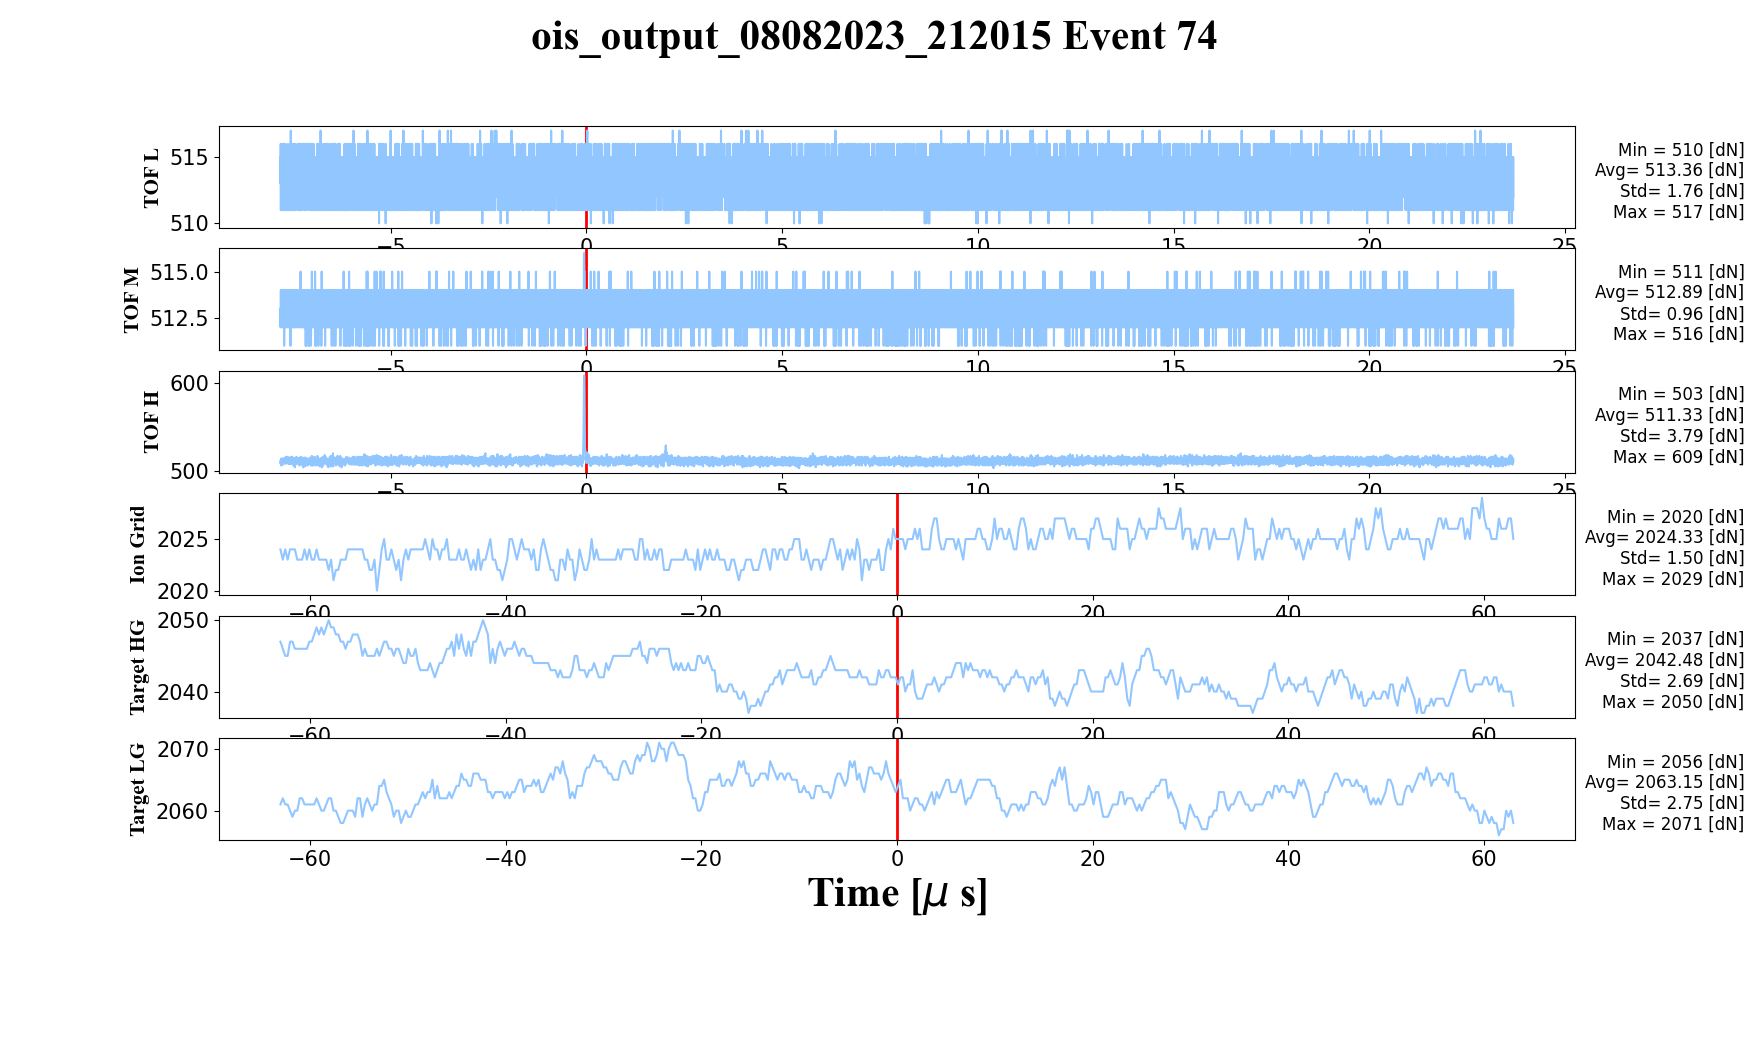 ois_output_08082023_212015 Event 74
TOF L
515
510
−5
0
5
10
15
20
25
Min = 510 [dN]
Avg= 513.36 [dN]
Std= 1.76 [dN]
Max = 517 [dN]
TOF M
515.0
512.5
−5
0
5
10
15
20
25
Min = 511 [dN]
Avg= 512.89 [dN]
Std= 0.96 [dN]
Max = 516 [dN]
TOF H
600
500
−5
0
5
10
15
20
25
Min = 503 [dN]
Avg= 511.33 [dN]
Std= 3.79 [dN]
Max = 609 [dN]
Ion Grid
2025
2020
−60
−40
−20
0
20
40
60
Min = 2020 [dN]
Avg= 2024.33 [dN]
Std= 1.50 [dN]
Max = 2029 [dN]
Target HG
2050
2040
−60
−40
−20
0
20
40
60
Min = 2037 [dN]
Avg= 2042.48 [dN]
Std= 2.69 [dN]
Max = 2050 [dN]
Target LG
2070
2060
−60
−40
−20
0
20
40
60
Min = 2056 [dN]
Avg= 2063.15 [dN]
Std= 2.75 [dN]
Max = 2071 [dN]
Time [μ s]